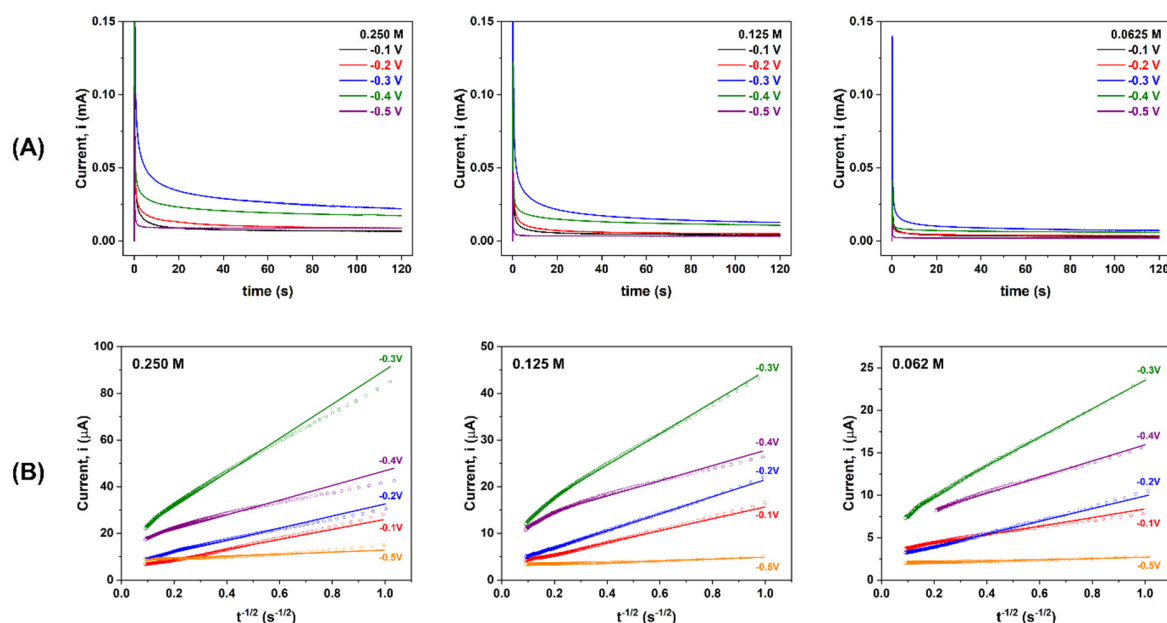 (A)
Current, i (mA)
0.15
0.10
0.05
0.00
0.250 M
-0.1 V
-0.2 V
-0.3 V
-0.4 V
-0.5 V
0 20 40 60 80 100 120
time (s)
Current, i (mA)
0.15
0.10
0.05
0.00
0.125 M
-0.1 V
-0.2 V
-0.3 V
-0.4 V
-0.5 V
0 20 40 60 80 100 120
time (s)
Current, i (mA)
0.15
0.10
0.05
0.00
0.0625 M
-0.1 V
-0.2 V
-0.3 V
-0.4 V
-0.5 V
0 20 40 60 80 100 120
time (s)
(B)
Current, i (μA)
100
80
60
40
20
0
0.250 M
-0.3V
-0.4V
-0.2V
-0.1V
-0.5V
0.0 0.2 0.4 0.6 0.8 1.0
t⁻¹/² (s⁻¹/²)
Current, i (μA)
50
40
30
20
10
0
0.125 M
-0.3V
-0.4V
-0.2V
-0.1V
-0.5V
0.0 0.2 0.4 0.6 0.8 1.0
t⁻¹/² (s⁻¹/²)
Current, i (μA)
25
20
15
10
5
0
0.062 M
-0.3V
-0.4V
-0.2V
-0.1V
-0.5V
0.0 0.2 0.4 0.6 0.8 1.0
t⁻¹/² (s⁻¹/²)